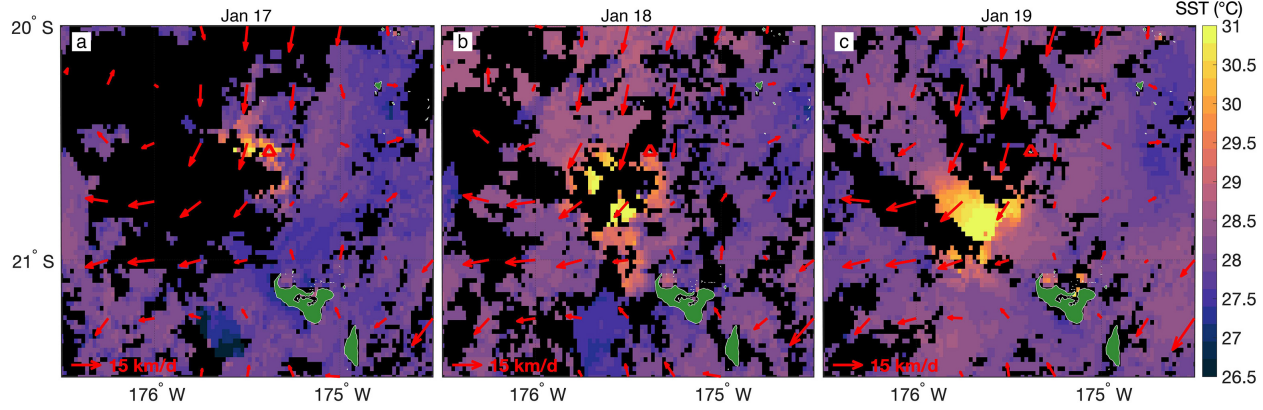 Jan 17
Jan 18
Jan 19
SST (°C)
20° S
21° S
a
b
c
15 km/d
15 km/d
15 km/d
176° W
175° W
176° W
175° W
176° W
175° W
31
30.5
30
29.5
29
28.5
28
27.5
27
26.5